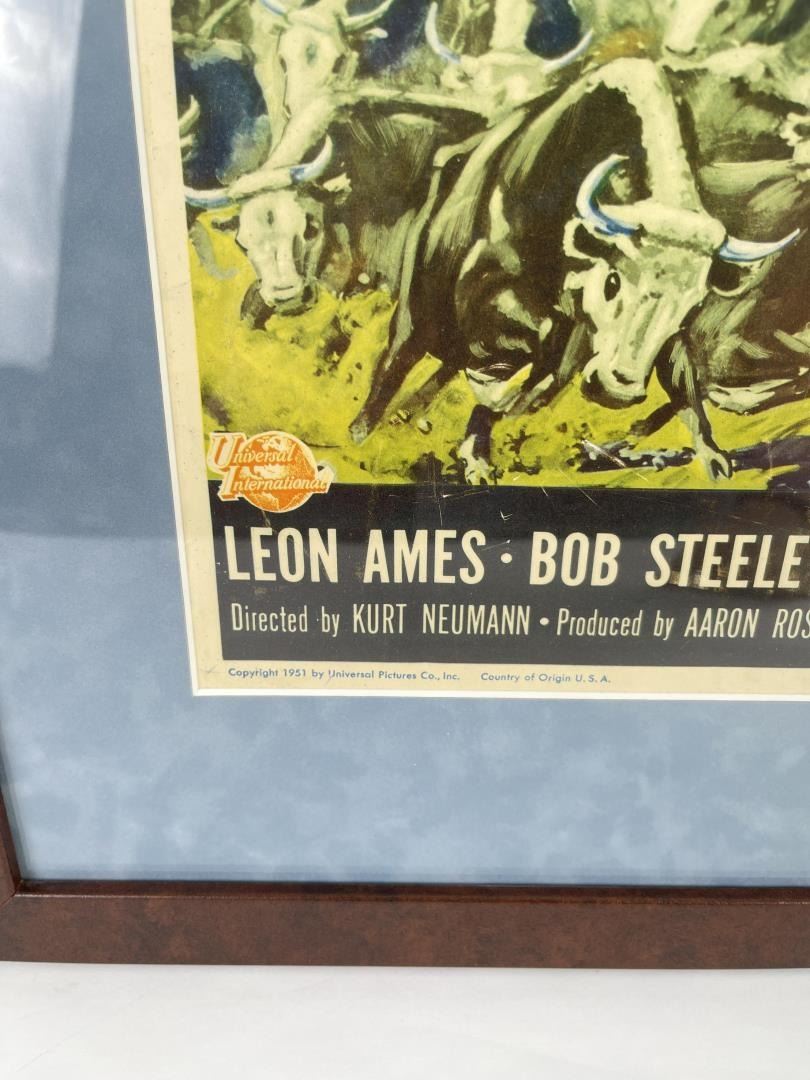 Universal
International
LEON AMES · BOB STEELE
Directed by KURT NEUMANN • Produced by AARON ROS
Copyright 1951 by Universal Pictures Co., Inc. Country of Origin U. S. A.